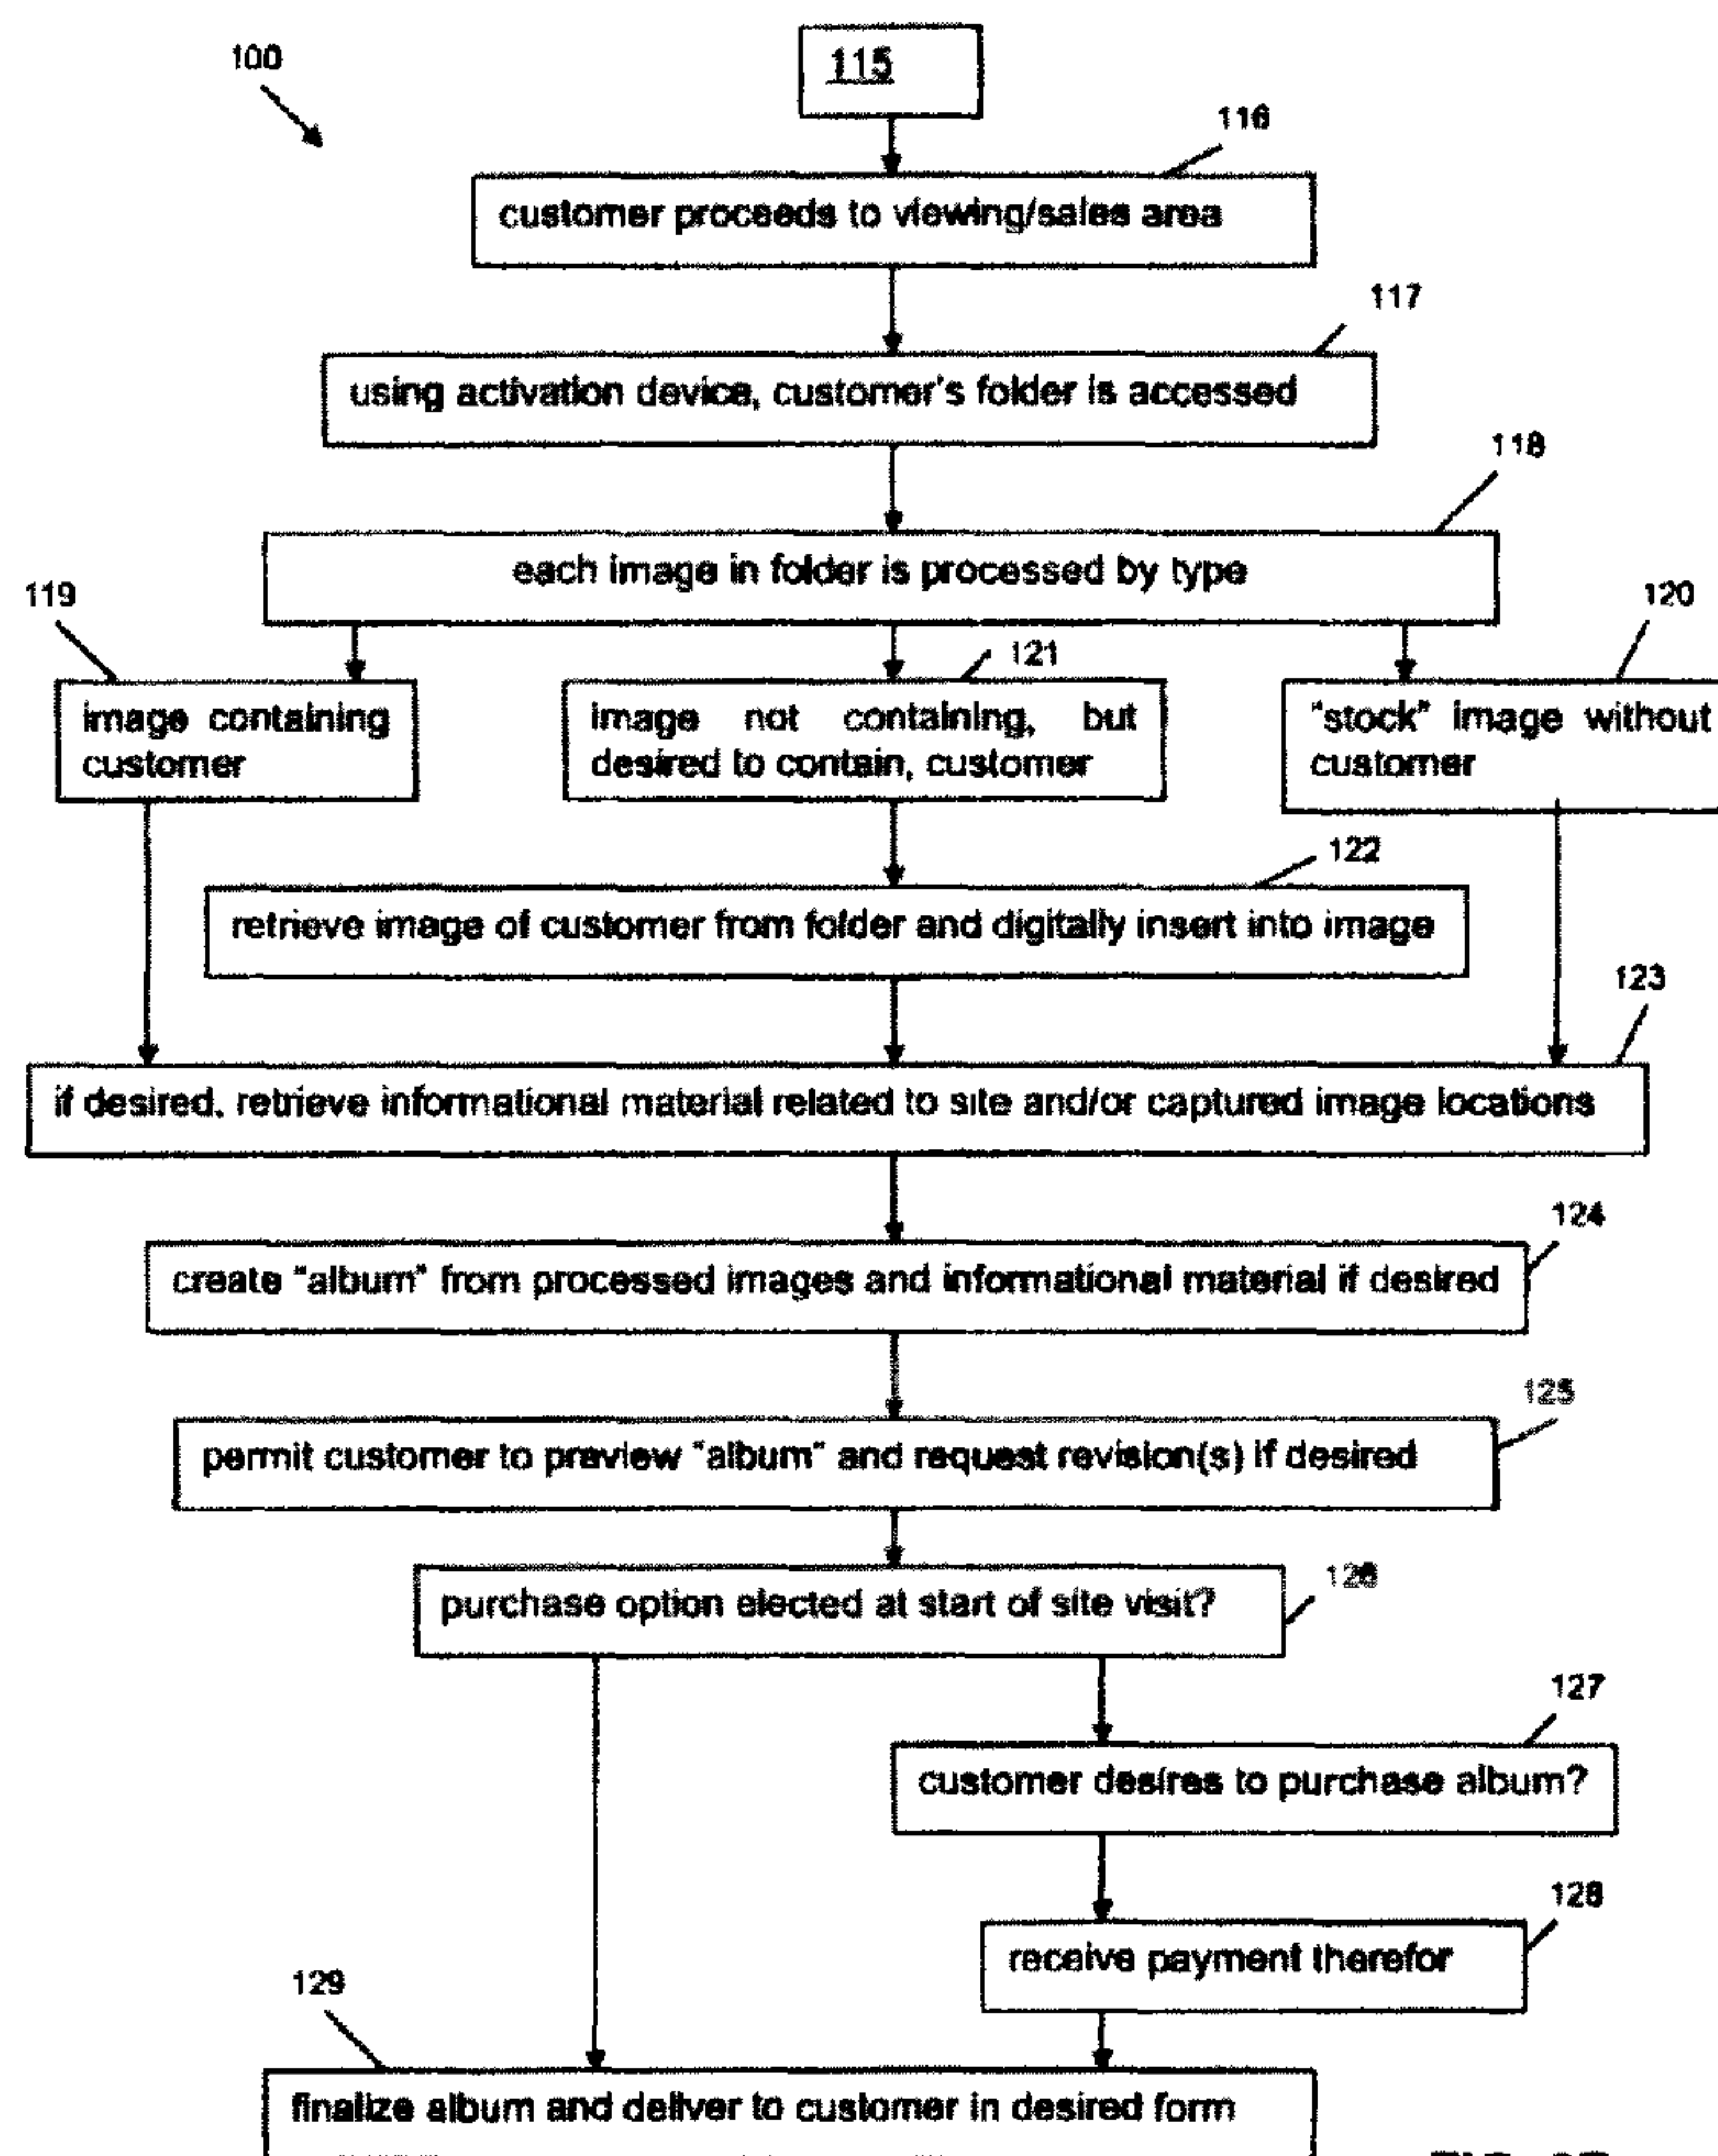 100
115
116
customer proceeds to viewing/sales area
117
using activation device, customer's folder is accessed
118
each image in folder is processed by type
119
121
120
image containing
customer
image not containing, but
desired to contain, customer
"stock" image without
customer
122
retrieve image of customer from folder and digitally insert into image
123
if desired, retrieve informational material related to site and/or captured image locations
124
create "album" from processed images and informational material if desired
125
permit customer to preview "album" and request revision(s) if desired
126
purchase option elected at start of site visit?
127
customer desires to purchase album?
128
receive payment therefor
129
finalize album and deliver to customer in desired form